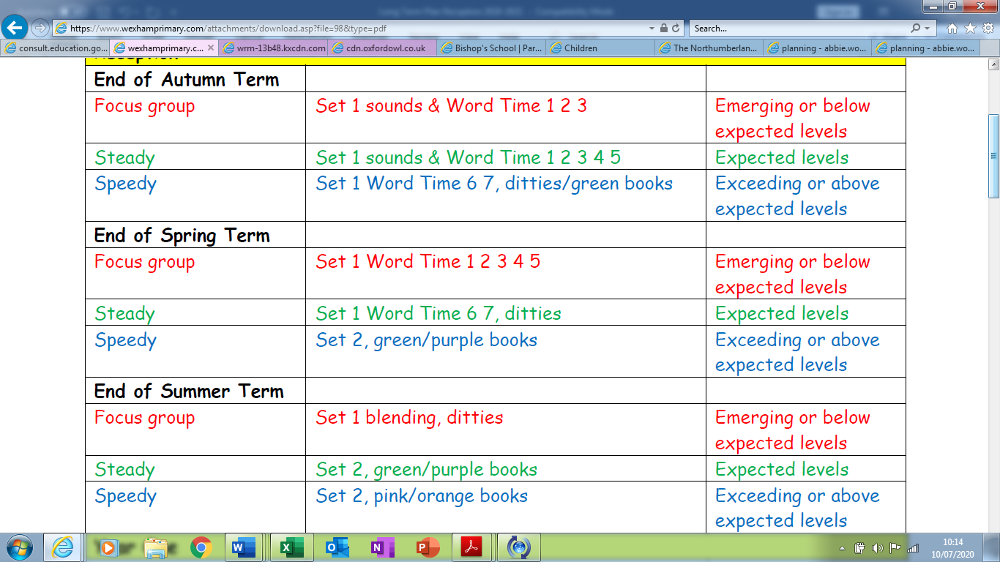 https://www.wexhamprimary.com/attachments/download.asp?file=98&type=pdf
Search...
consult.education.go...
wexhamprimary.c...
wrm-13b48.kxcdn.com
cdn.oxfordowl.co.uk
Bishop's School | Par...
Children
The Northumberlan...
planning - abbie.wo...
planning - abbie.wo...
Reception
End of Autumn Term
Focus group Set 1 sounds & Word Time 1 2 3 Emerging or below
expected levels
Steady Set 1 sounds & Word Time 1 2 3 4 5 Expected levels
Speedy Set 1 Word Time 6 7, ditties/green books Exceeding or above
expected levels
End of Spring Term
Focus group Set 1 Word Time 1 2 3 4 5 Emerging or below
expected levels
Steady Set 1 Word Time 6 7, ditties Expected levels
Speedy Set 2, green/purple books Exceeding or above
expected levels
End of Summer Term
Focus group Set 1 blending, ditties Emerging or below
expected levels
Steady Set 2, green/purple books Expected levels
Speedy Set 2, pink/orange books Exceeding or above
expected levels
10:14
10/07/2020